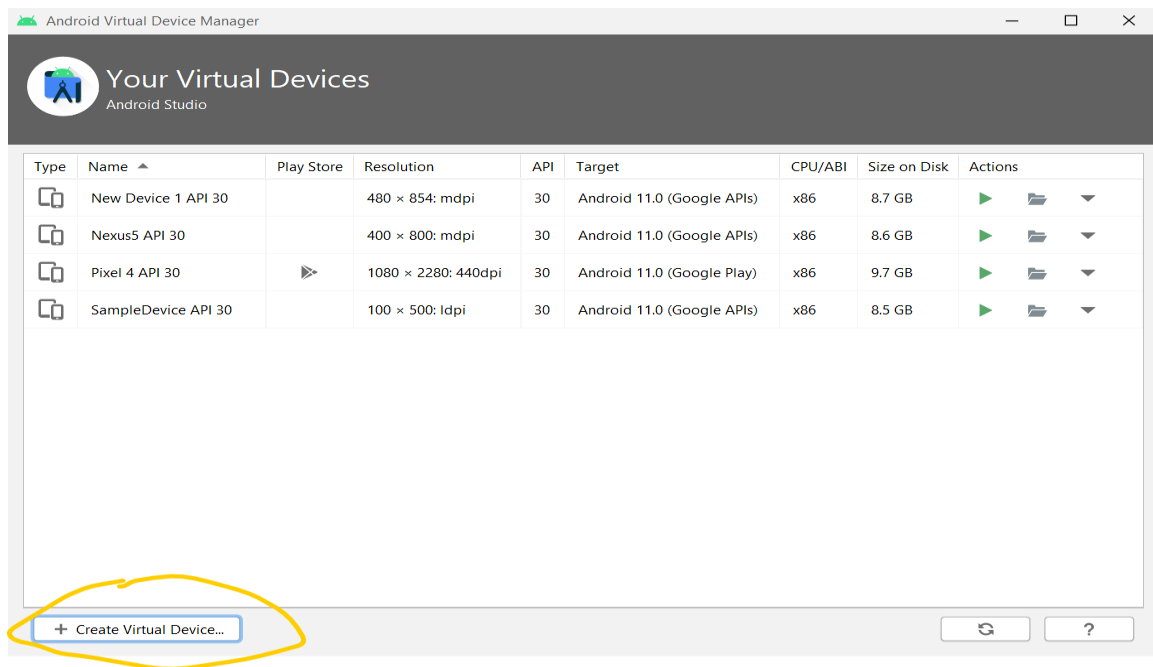 Android Virtual Device Manager
Your Virtual Devices
Android Studio
Type Name Play Store Resolution API Target CPU/ABI Size on Disk Actions
New Device 1 API 30 480 × 854: mdpi 30 Android 11.0 (Google APIs) x86 8.7 GB
Nexus5 API 30 400 × 800: mdpi 30 Android 11.0 (Google APIs) x86 8.6 GB
Pixel 4 API 30 1080 × 2280: 440dpi 30 Android 11.0 (Google Play) x86 9.7 GB
SampleDevice API 30 100 × 500: ldpi 30 Android 11.0 (Google APIs) x86 8.5 GB
+ Create Virtual Device... ?